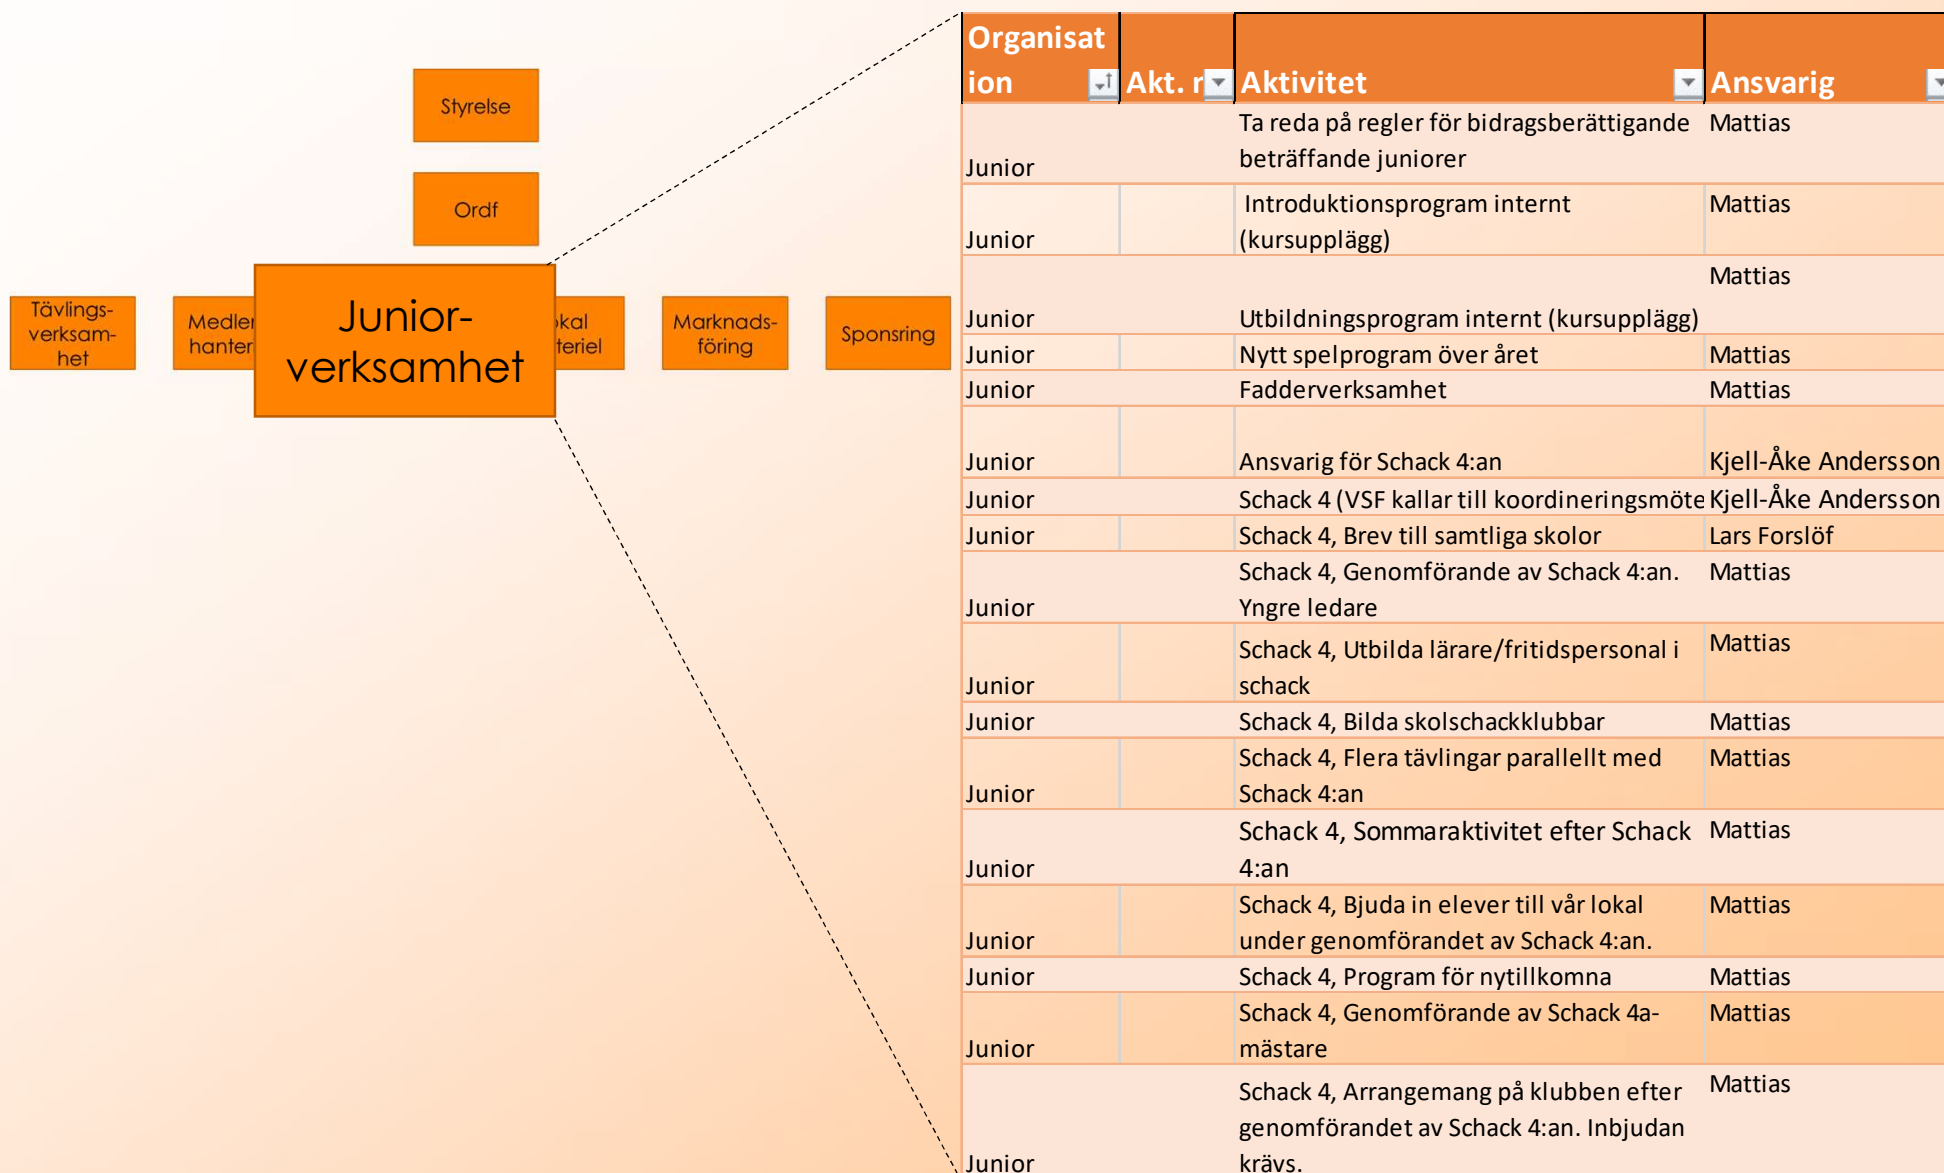 Styrelse
Ordf
Tävlings-
verksam-
het
Junior-
verksamhet
Marknads-
föring
Sponsring
Organisat
ion
Akt. r
Aktivitet
Ansvarig
Junior
Ta reda på regler för bidragsberättigande
beträffande juniorer
Mattias
Junior
Introduktionsprogram internt
(kursupplägg)
Mattias
Junior
Utbildningsprogram internt (kursupplägg)
Mattias
Junior
Nytt spelprogram över året
Mattias
Junior
Fadderverksamhet
Mattias
Junior
Ansvarig för Schack 4:an
Kjell-Åke Andersson
Junior
Schack 4 (VSF kallar till koordineringsmöte
Kjell-Åke Andersson
Junior
Schack 4, Brev till samtliga skolor
Lars Forslöf
Junior
Schack 4, Genomförande av Schack 4:an.
Yngre ledare
Mattias
Junior
Schack 4, Utbilda lärare/fritidspersonal i
schack
Mattias
Junior
Schack 4, Bilda skolschackklubbar
Mattias
Junior
Schack 4, Flera tävlingar parallellt med
Schack 4:an
Mattias
Junior
Schack 4, Sommaraktivitet efter Schack
4:an
Mattias
Junior
Schack 4, Bjuda in elever till vår lokal
under genomförandet av Schack 4:an.
Mattias
Junior
Schack 4, Program för nytillkomna
Mattias
Junior
Schack 4, Genomförande av Schack 4a-
mästare
Mattias
Junior
Schack 4, Arrangemang på klubben efter
genomförandet av Schack 4:an. Inbjudan
krävs.
Mattias